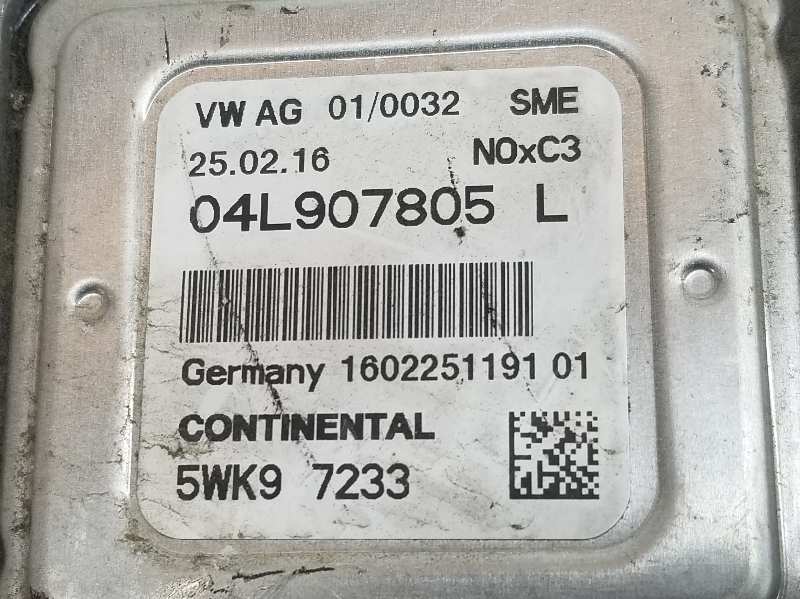 VW AG 01/0032 SME
25.02.16 NOxC3
04L907805 L
Germany 1602251191 01
CONTINENTAL
5WK9 7233